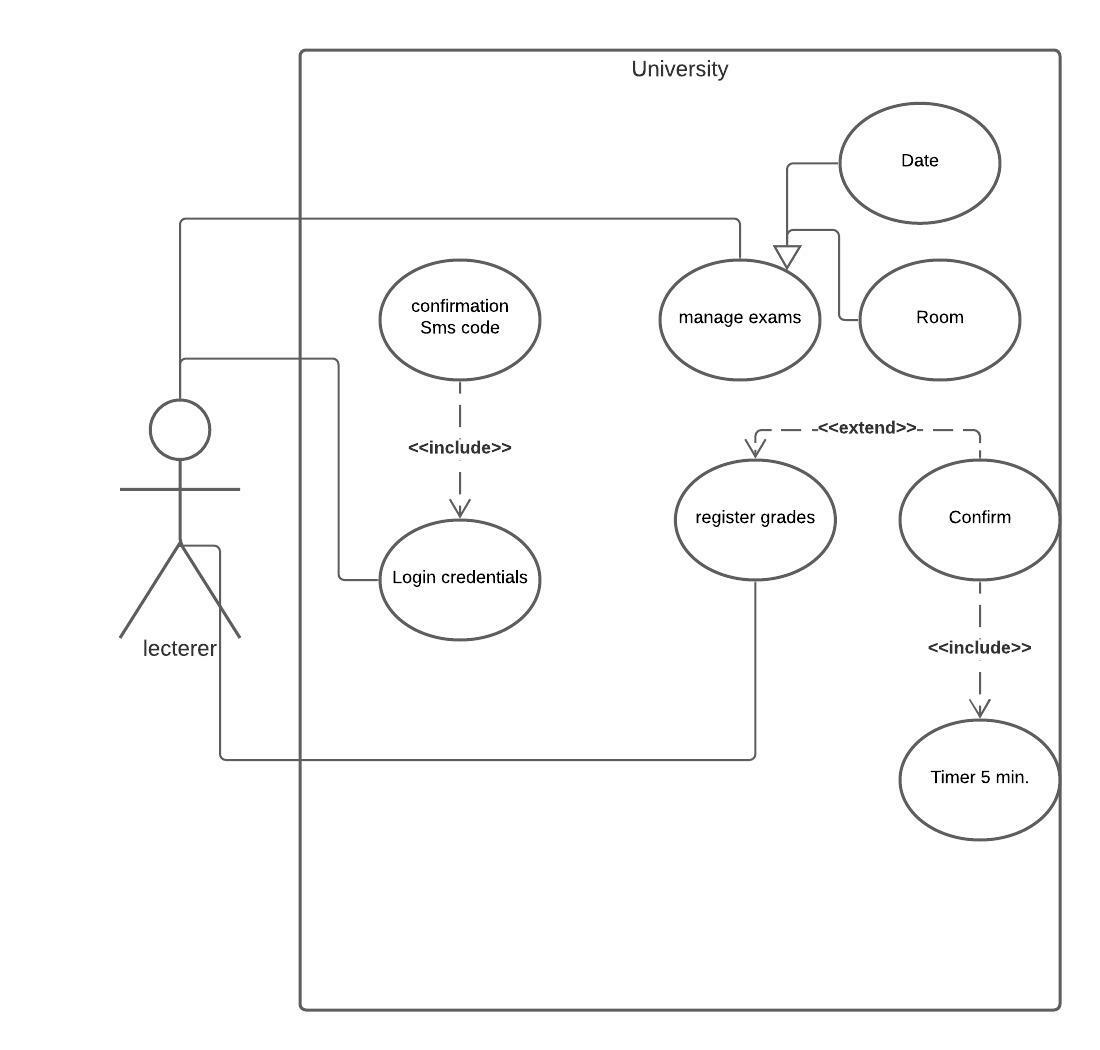 University
Date
confirmation
Sms code
manage exams
Room
<<include>>
<<extend>>
register grades
Confirm
Login credentials
lecterer
<<include>>
Timer 5 min.